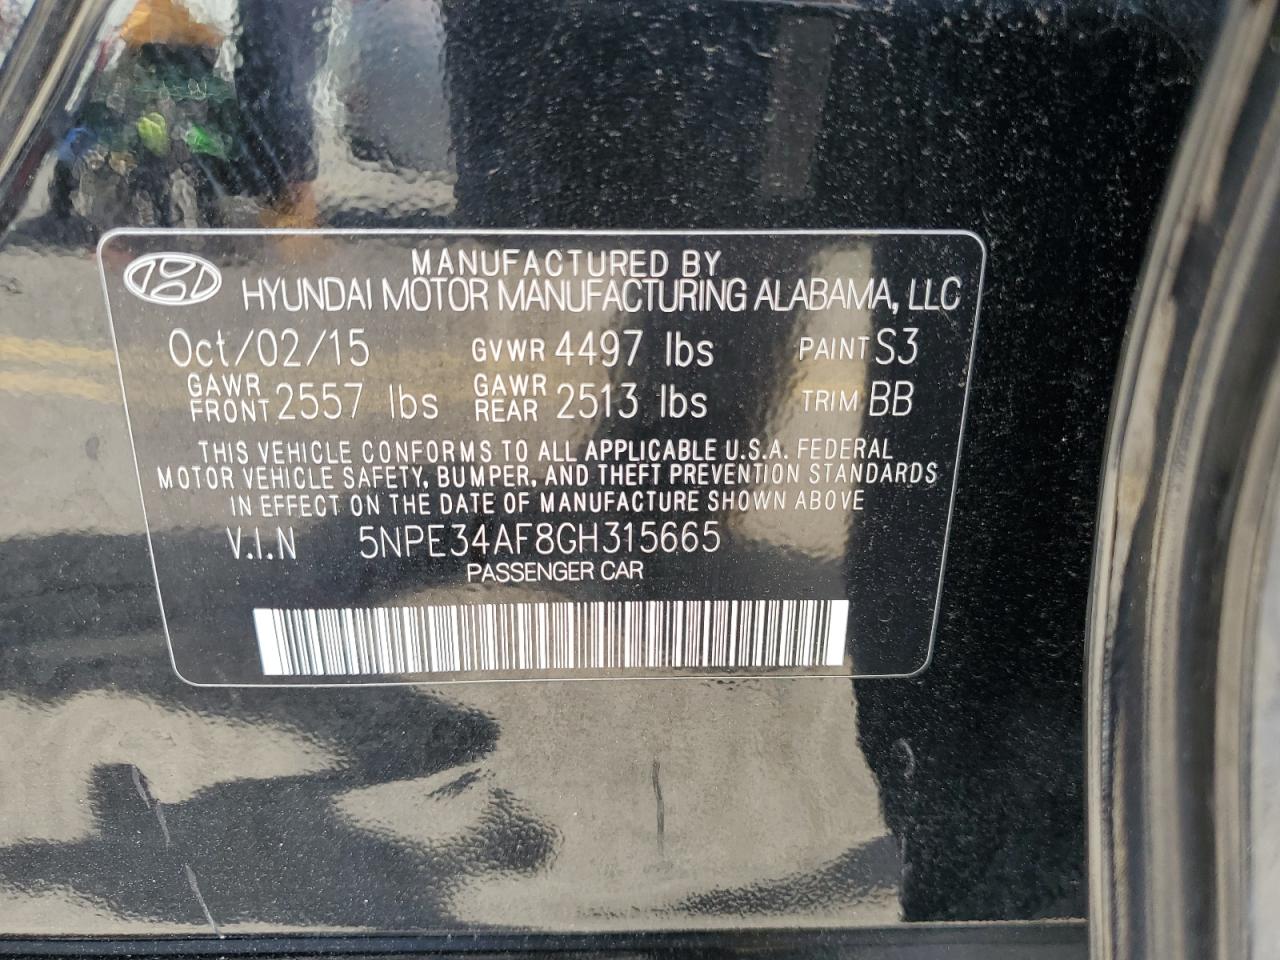 MANUFACTURED BY
HYUNDAI MOTOR MANUFACTURING ALABAMA, LLC
Oct/02/15 GVWR 4497 lbs PAINT S3
GAWR FRONT 2557 lbs GAWR REAR 2513 lbs TRIM BB
THIS VEHICLE CONFORMS TO ALL APPLICABLE U.S.A. FEDERAL
MOTOR VEHICLE SAFETY, BUMPER, AND THEFT PREVENTION STANDARDS
IN EFFECT ON THE DATE OF MANUFACTURE SHOWN ABOVE
V.I.N 5NPE34AF8GH315665
PASSENGER CAR